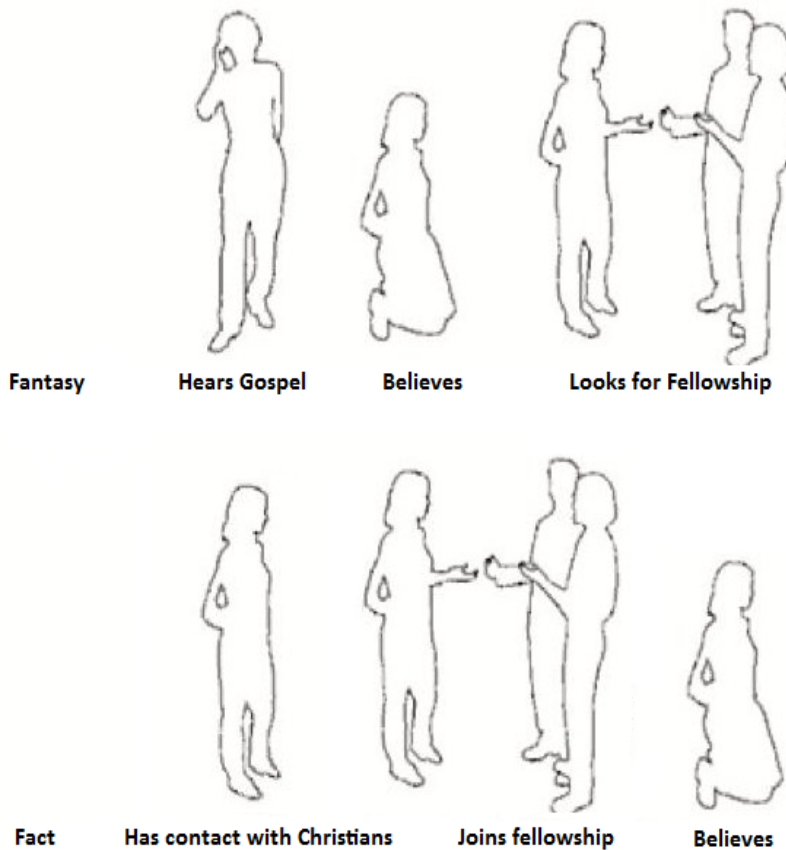 Fantasy Hears Gospel Believes Looks for Fellowship
Fact Has contact with Christians Joins fellowship Believes